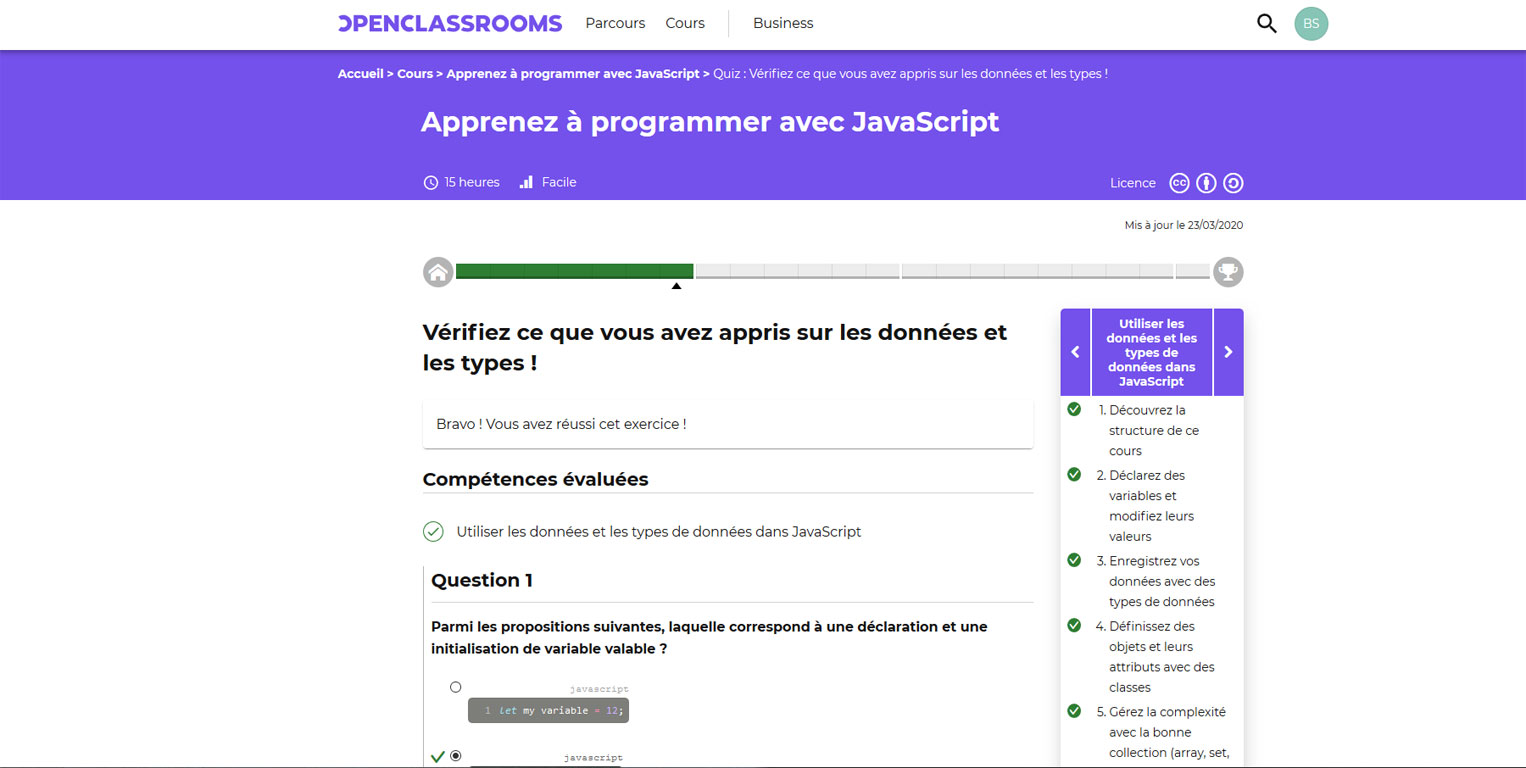 OPENCLASSROOMS Parcours Cours Business BS
Accueil > Cours > Apprenez à programmer avec JavaScript > Quiz : Vérifiez ce que vous avez appris sur les données et les types !
Apprenez à programmer avec JavaScript
15 heures Facile Licence cc
Mis à jour le 23/03/2020
Vérifiez ce que vous avez appris sur les données et
les types !
Bravo ! Vous avez réussi cet exercice !
Compétences évaluées
Utiliser les données et les types de données dans JavaScript
Question 1
Parmi les propositions suivantes, laquelle correspond à une déclaration et une
initialisation de variable valable ?
javascript
1 let my variable = 12;
javascript
Utiliser les
données et les
types de
données dans
JavaScript
1. Découvrez la
structure de ce
cours
2. Déclarez des
variables et
modifiez leurs
valeurs
3. Enregistrez vos
données avec des
types de données
4. Définissez des
objets et leurs
attributs avec des
classes
5. Gérez la complexité
avec la bonne
collection (array, set,